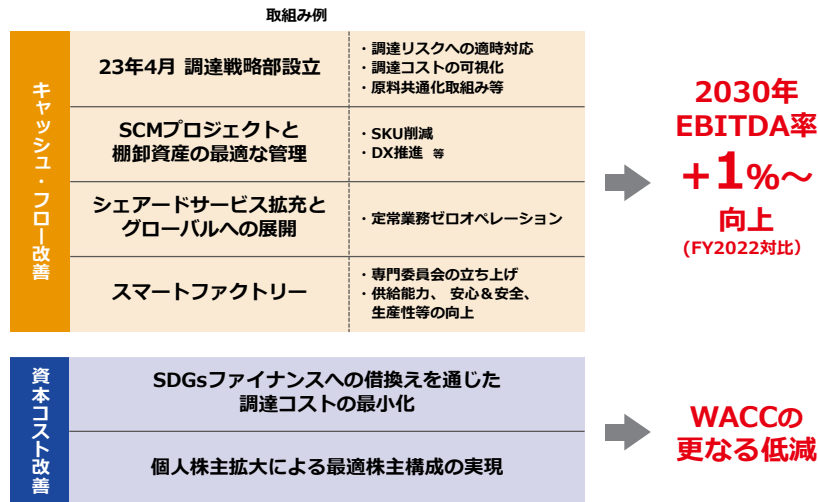 取組み例
キャッシュ・フロー改善
23年4月 調達戦略部設立
・調達リスクへの適時対応
・調達コストの可視化
・原料共通化取組み等
SCMプロジェクトと
棚卸資産の最適な管理
・SKU削減
・DX推進 等
シェアードサービス拡充と
グローバルへの展開
・定常業務ゼロオペレーション
スマートファクトリー
・専門委員会の立ち上げ
・供給能力、 安心&安全、
生産性等の向上
2030年
EBITDA率
+1%～
向上
(FY2022対比)
資本コスト改善
SDGsファイナンスへの借換えを通じた
調達コストの最小化
個人株主拡大による最適株主構成の実現
WACCの
更なる低減